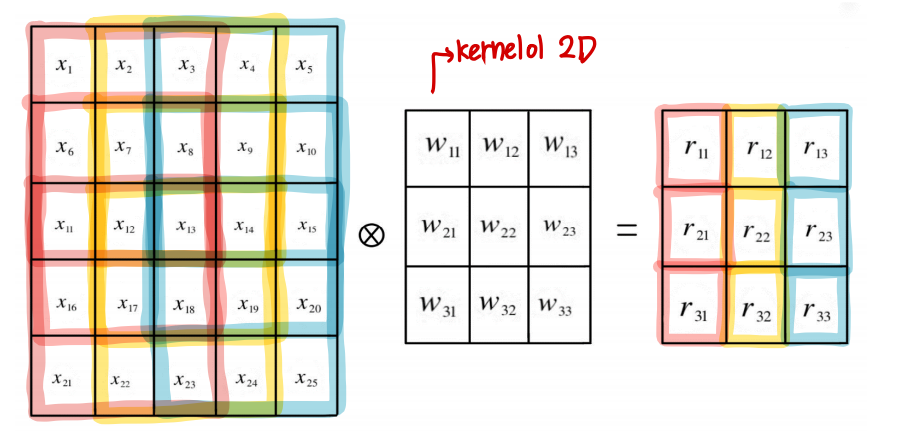 kernelol 2D
x₁ x₂ x₃ x₄ x₅
x₆ x₇ x₈ x₉ x₁₀
x₁₁ x₁₂ x₁₃ x₁₄ x₁₅
x₁₆ x₁₇ x₁₈ x₁₉ x₂₀
x₂₁ x₂₂ x₂₃ x₂₄ x₂₅
⊗
w₁₁ w₁₂ w₁₃
w₂₁ w₂₂ w₂₃
w₃₁ w₃₂ w₃₃
=
r₁₁ r₁₂ r₁₃
r₂₁ r₂₂ r₂₃
r₃₁ r₃₂ r₃₃